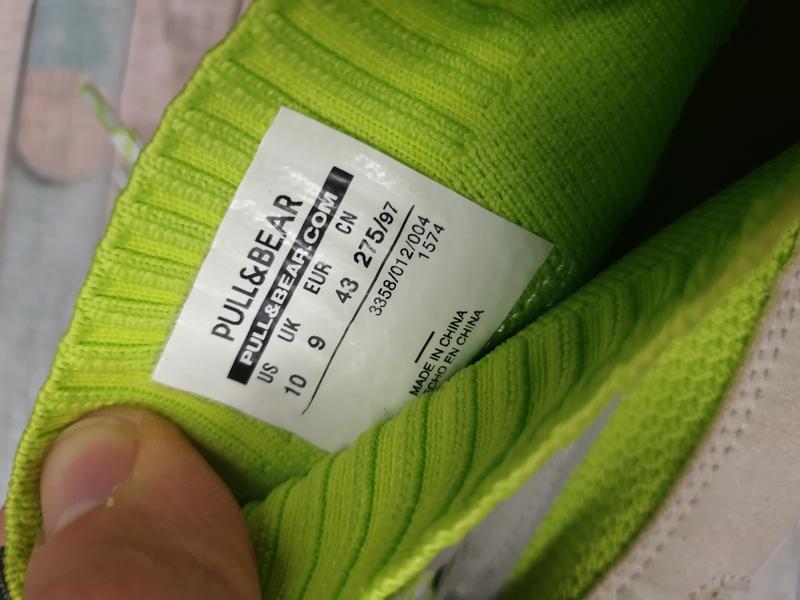 PULL&BEAR
PULL&BEAR.COM
US UK EUR CN
10 9 43 275/97
3358/012/004
1574
MADE IN CHINA
ECHO EN CHINA